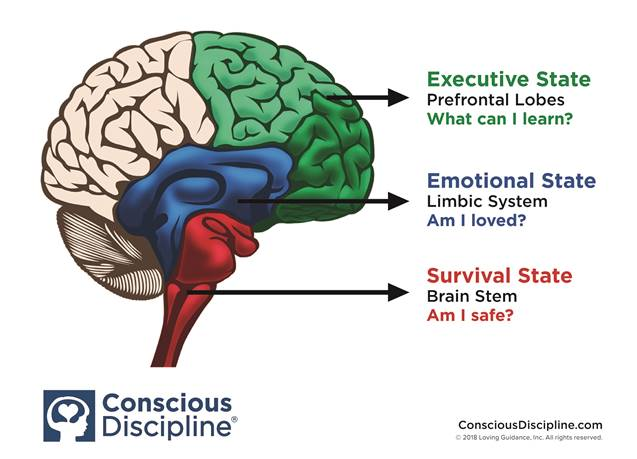 Executive State
Prefrontal Lobes
What can I learn?
Emotional State
Limbic System
Am I loved?
Survival State
Brain Stem
Am I safe?
Conscious
Discipline®
ConsciousDiscipline.com
© 2018 Loving Guidance, Inc. All rights reserved.